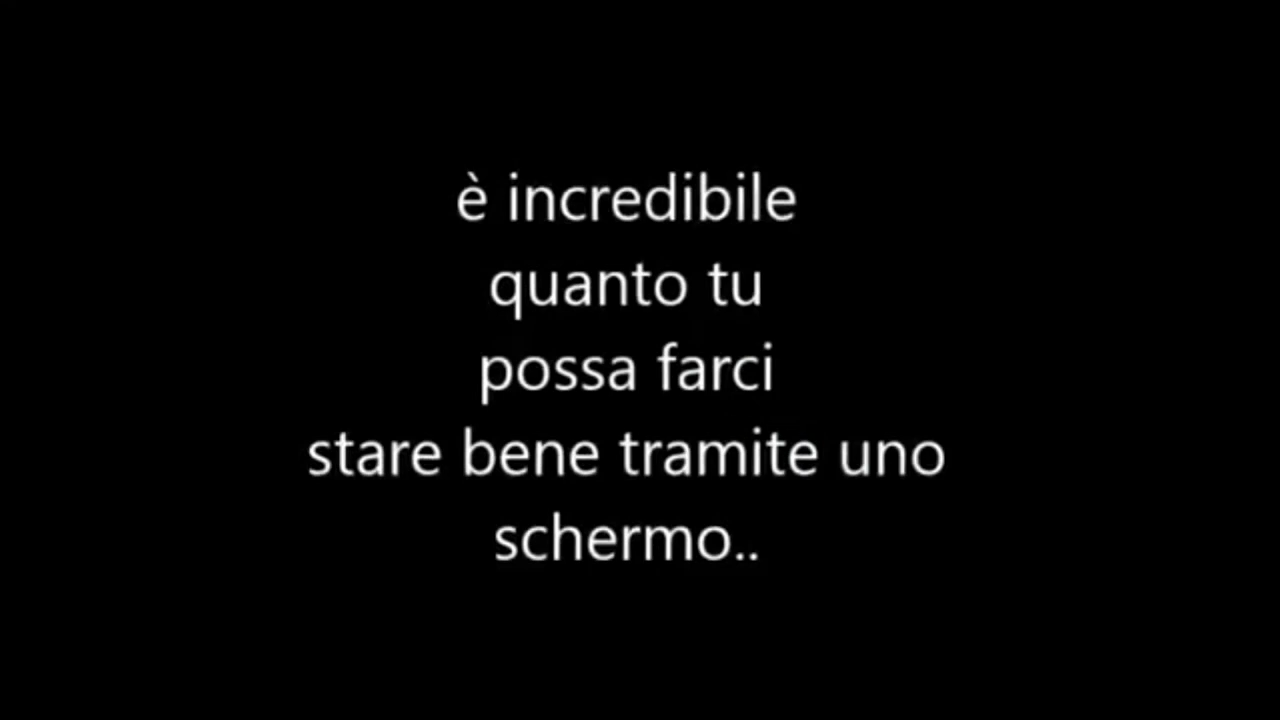 è incredibile
quanto tu
possa farci
stare bene tramite uno
schermo..